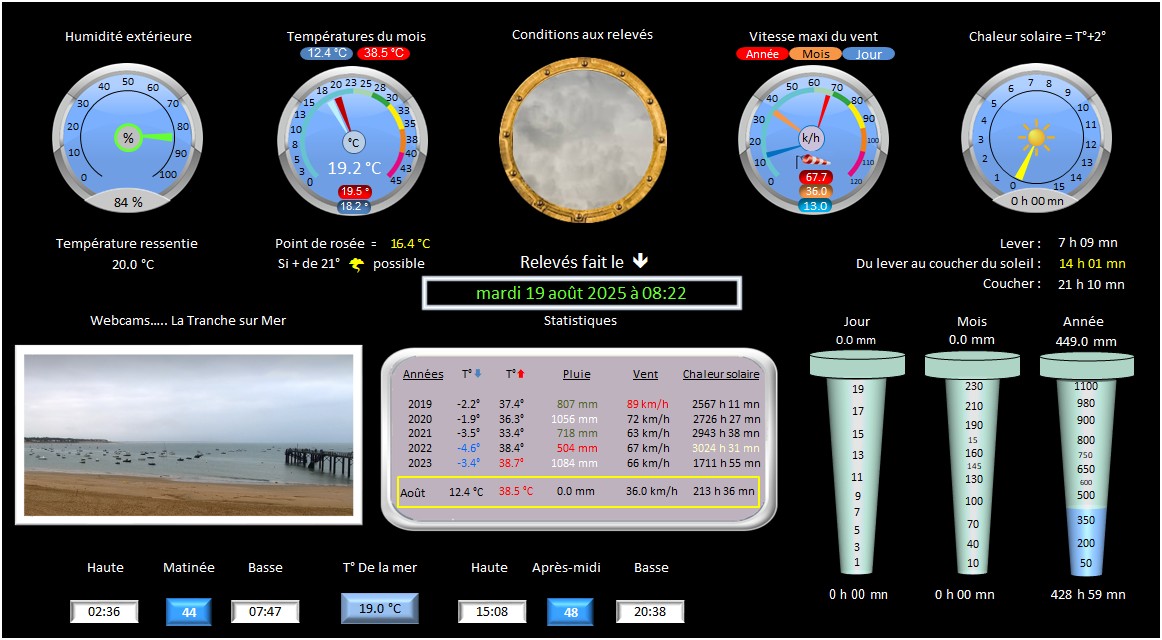 Humidité extérieure
Températures du mois
12.4 °C 38.5 °C
Conditions aux relevés
Vitesse maxi du vent
Année Mois Jour
Chaleur solaire = T°+2°
0 10 20 30 40 50 60 70 80 90 100
%
84 %
0 3 5 8 10 13 15 18 20 23 25 28 30 33 35 38 40 43 45
°C
19.2 °C
19.5 °
18.2 °
0 10 20 30 40 50 60 70 80 90 100 110 120
k/h
67.7
36.0
13.0
0 1 2 3 4 5 6 7 8 9 10 11 12 13 14 15
0 h 00 mn
Température ressentie
20.0 °C
Point de rosée = 16.4 °C
Si + de 21° possible
Relevés fait le
mardi 19 août 2025 à 08:22
Lever : 7 h 09 mn
Du lever au coucher du soleil : 14 h 01 mn
Coucher : 21 h 10 mn
Webcams….. La Tranche sur Mer
Statistiques
Années T° T° Pluie Vent Chaleur solaire
2019 -2.2° 37.4° 807 mm 89 km/h 2567 h 11 mn
2020 -1.9° 36.3° 1056 mm 72 km/h 2726 h 27 mn
2021 -3.5° 33.4° 718 mm 63 km/h 2943 h 38 mn
2022 -4.6° 38.4° 504 mm 67 km/h 3024 h 31 mn
2023 -3.4° 38.7° 1084 mm 66 km/h 1711 h 55 mn
Août 12.4 °C 38.5 °C 0.0 mm 36.0 km/h 213 h 36 mn
Jour Mois Année
0.0 mm 0.0 mm 449.0 mm
19 17 15 13 11 9 7 5 3 1
230 210 190 15 160 145 130 100 70 40 10
1100 980 900 800 750 650 600 500 350 200 50
0 h 00 mn 0 h 00 mn 428 h 59 mn
Haute Matinée Basse T° De la mer Haute Après-midi Basse
02:36 44 07:47 19.0 °C 15:08 48 20:38